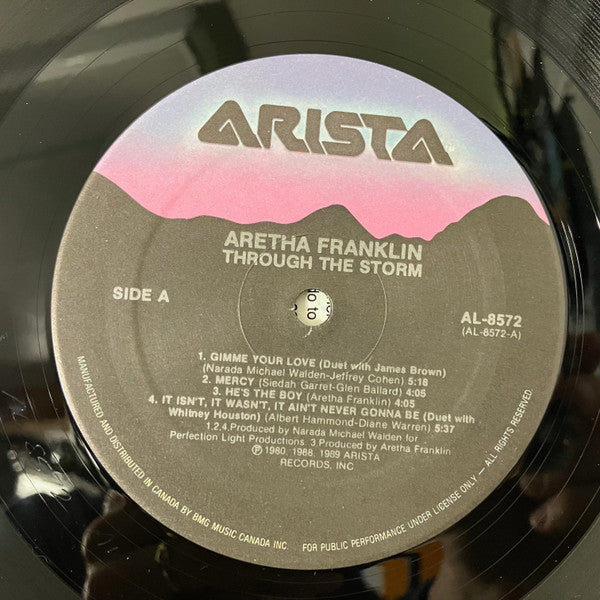 ARISTA
ARETHA FRANKLIN
THROUGH THE STORM
SIDE A
AL-8572
(AL-8572-A)
1. GIMME YOUR LOVE (Duet with James Brown)
(Narada Michael Walden-Jeffrey Cohen) 5:18
2. MERCY (Siedah Garret-Glen Ballard) 4:05
3. HE'S THE BOY (Aretha Franklin) 4:05
4. IT ISN'T, IT WASN'T, IT AIN'T NEVER GONNA BE (Duet with
Whitney Houston) (Albert Hammond-Diane Warren) 5:37
1.2.4.Produced by Narada Michael Walden for
Perfection Light Productions 3.Produced by Aretha Franklin
Ⓟ 1980, 1988, 1989 ARISTA
RECORDS, INC
MANUFACTURED AND DISTRIBUTED IN CANADA BY BMG MUSIC CANADA INC. FOR PUBLIC PERFORMANCE UNDER LICENSE ONLY — ALL RIGHTS RESERVED